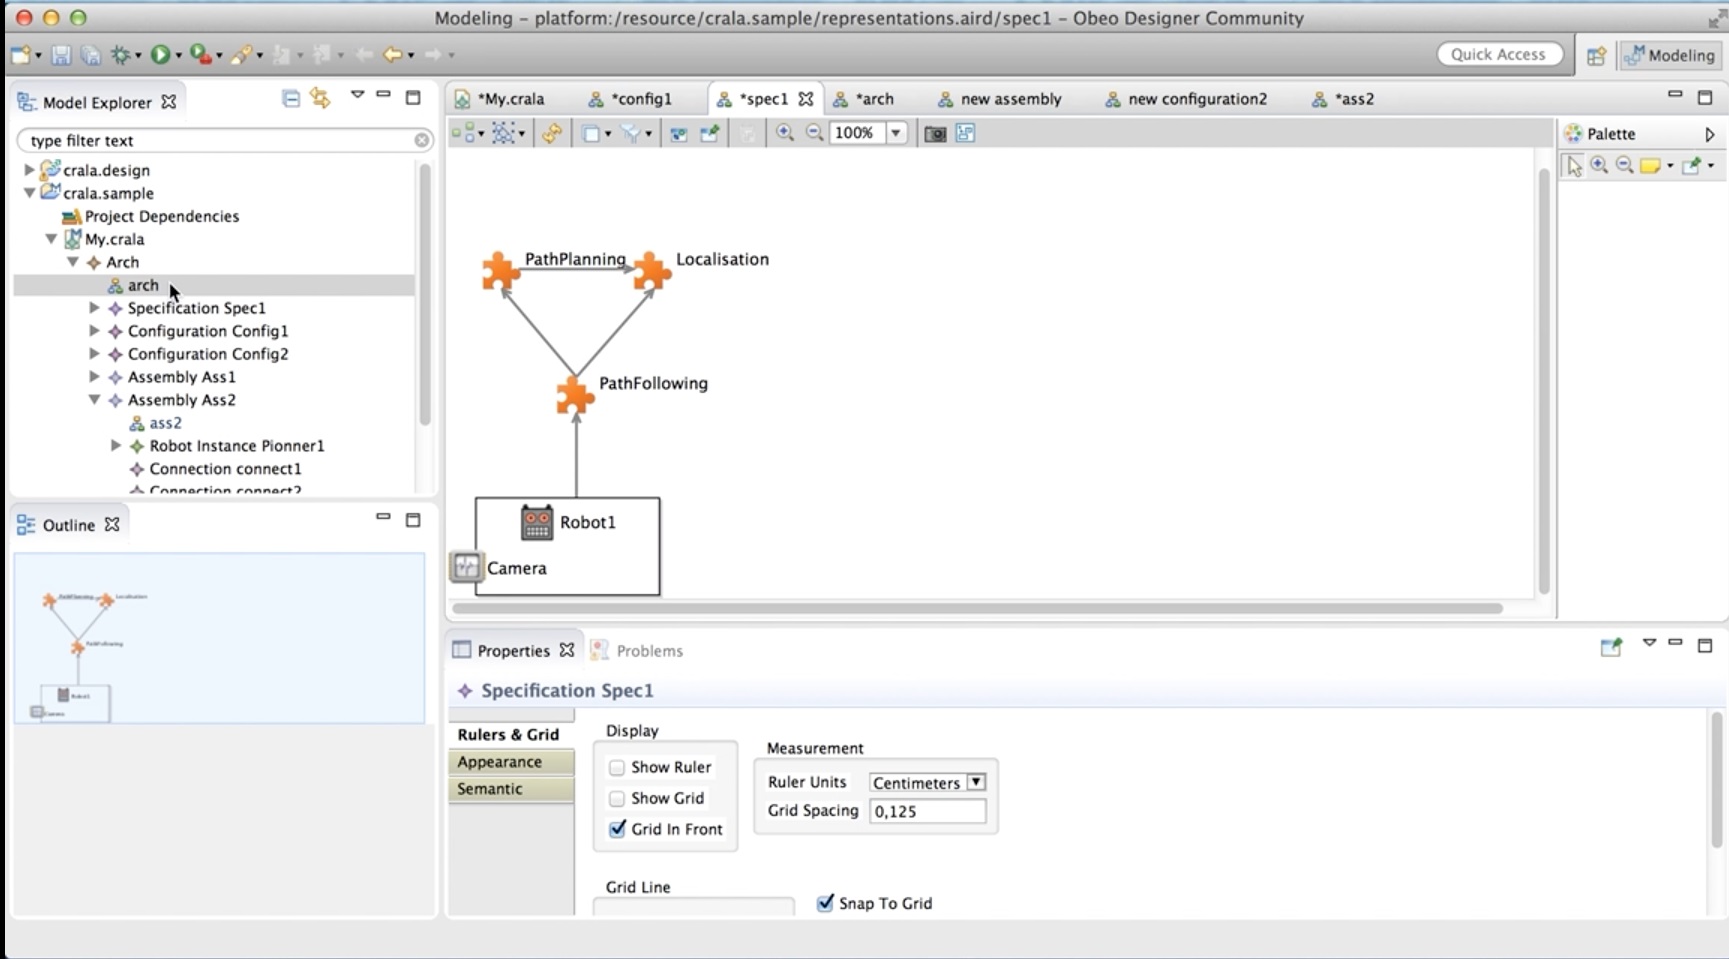 Modeling – platform:/resource/crala.sample/representations.aird/spec1 – Obeo Designer Community
Quick Access
Modeling
Model Explorer
type filter text
crala.design
crala.sample
Project Dependencies
My.crala
Arch
arch
Specification Spec1
Configuration Config1
Configuration Config2
Assembly Ass1
Assembly Ass2
ass2
Robot Instance Pionner1
Connection connect1
Connection connect2
Outline
*My.crala
*config1
*spec1
*arch
new assembly
new configuration2
*ass2
100%
Palette
PathPlanning
Localisation
PathFollowing
Robot1
Camera
Properties
Problems
Specification Spec1
Rulers & Grid
Appearance
Semantic
Display
Show Ruler
Show Grid
Grid In Front
Measurement
Ruler Units Centimeters
Grid Spacing 0,125
Grid Line
Snap To Grid